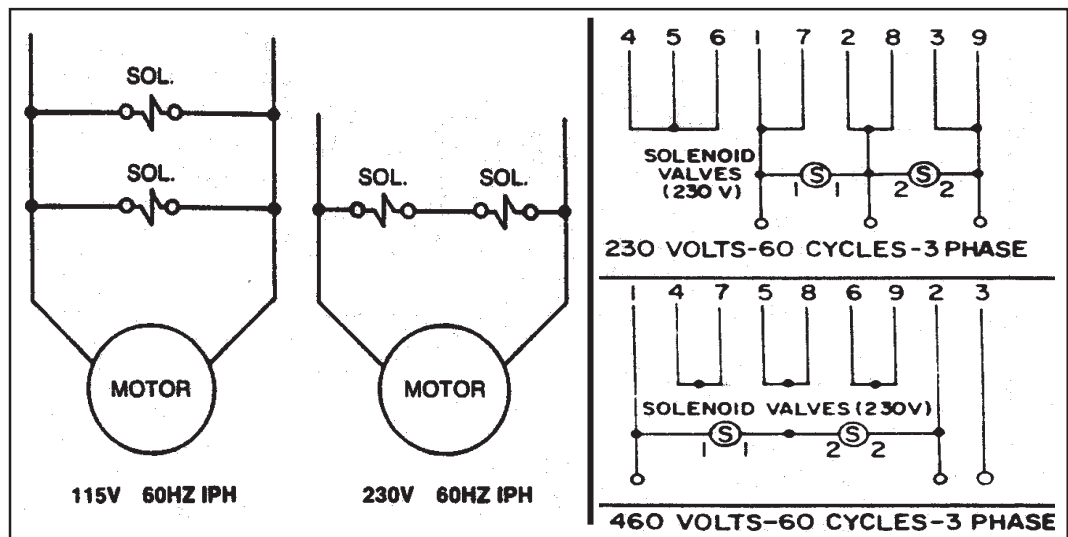 SOL.
SOL.
MOTOR
115V 60HZ IPH
SOL. SOL.
MOTOR
230V 60HZ IPH
4 5 6 1 7 2 8 3 9
SOLENOID
VALVES
(230 V)
1 S 1 2 S 2
230 VOLTS-60 CYCLES-3 PHASE
1 4 7 5 8 6 9 2 3
SOLENOID VALVES (230V)
1 S 1 2 S 2
460 VOLTS-60 CYCLES-3 PHASE